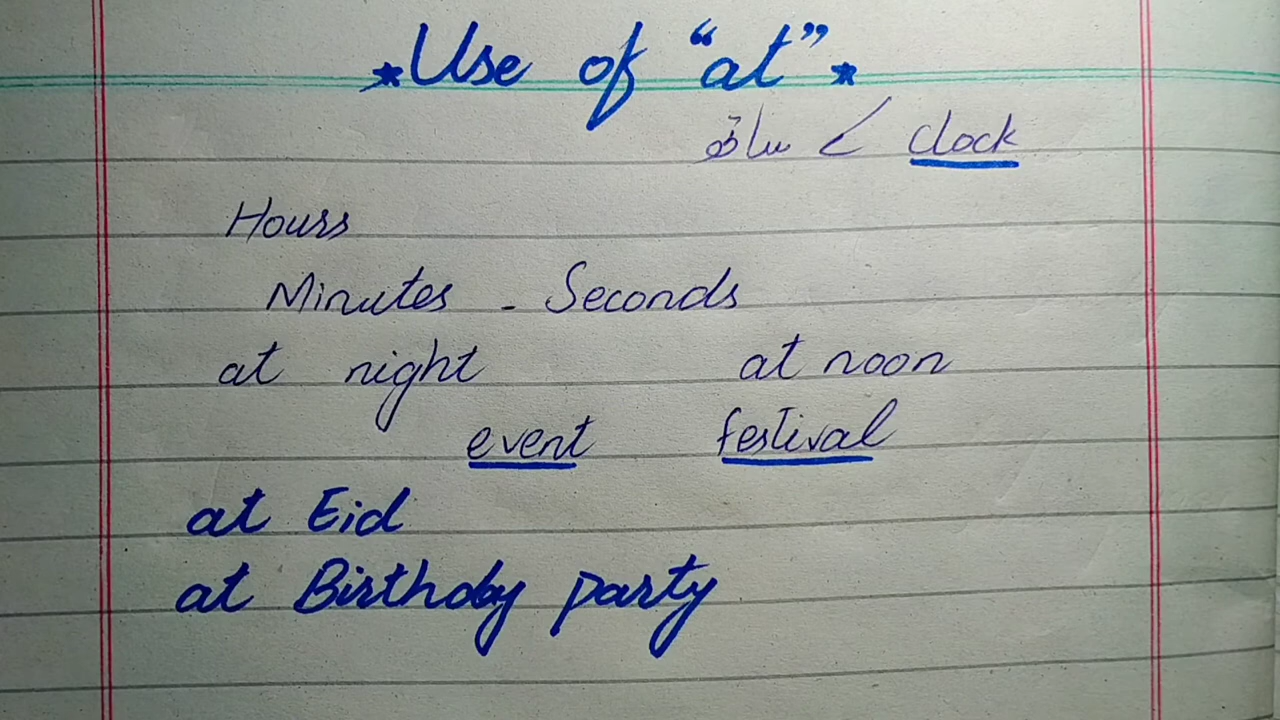 *Use of “at”*
clock کے ساتھ
Hours
Minutes - Seconds
at night at noon
event festival
at Eid
at Birthday party